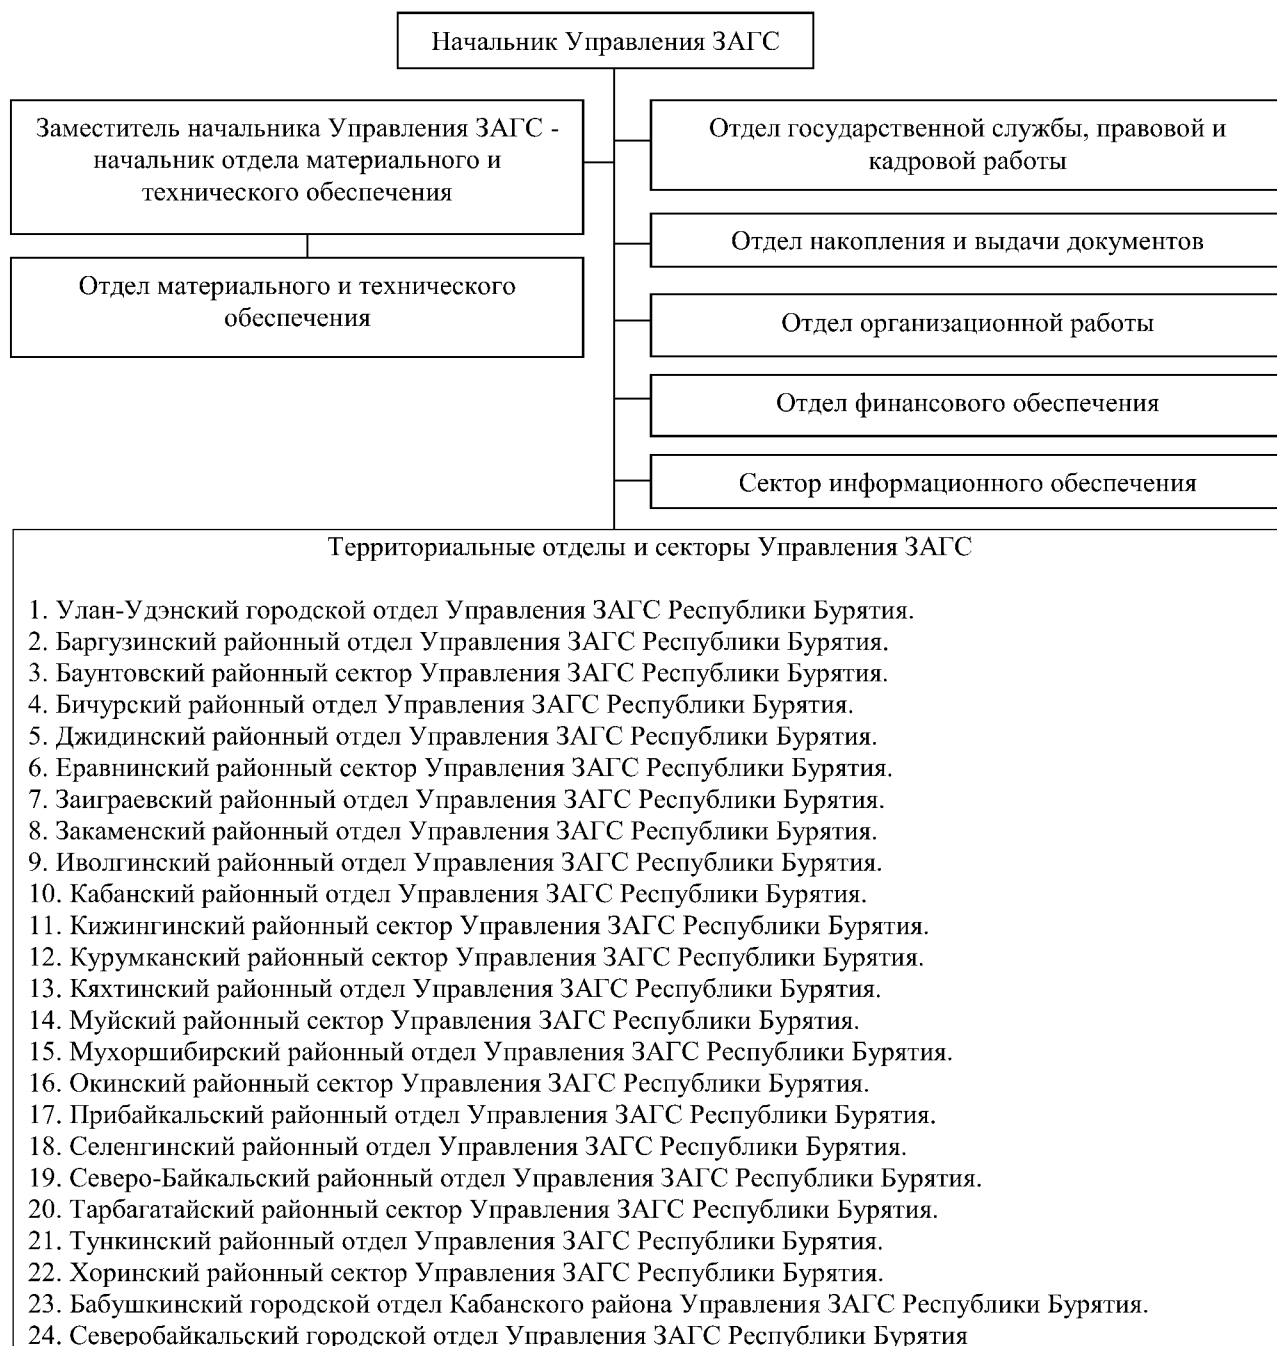 Начальник Управления ЗАГС
Заместитель начальника Управления ЗАГС -
начальник отдела материального и
технического обеспечения
Отдел материального и технического
обеспечения
Отдел государственной службы, правовой и
кадровой работы
Отдел накопления и выдачи документов
Отдел организационной работы
Отдел финансового обеспечения
Сектор информационного обеспечения
Территориальные отделы и секторы Управления ЗАГС
1. Улан-Удэнский городской отдел Управления ЗАГС Республики Бурятия.
2. Баргузинский районный отдел Управления ЗАГС Республики Бурятия.
3. Баунтовский районный сектор Управления ЗАГС Республики Бурятия.
4. Бичурский районный отдел Управления ЗАГС Республики Бурятия.
5. Джидинский районный отдел Управления ЗАГС Республики Бурятия.
6. Еравнинский районный сектор Управления ЗАГС Республики Бурятия.
7. Заиграевский районный отдел Управления ЗАГС Республики Бурятия.
8. Закаменский районный отдел Управления ЗАГС Республики Бурятия.
9. Иволгинский районный отдел Управления ЗАГС Республики Бурятия.
10. Кабанский районный отдел Управления ЗАГС Республики Бурятия.
11. Кижингинский районный сектор Управления ЗАГС Республики Бурятия.
12. Курумканский районный сектор Управления ЗАГС Республики Бурятия.
13. Кяхтинский районный отдел Управления ЗАГС Республики Бурятия.
14. Муйский районный сектор Управления ЗАГС Республики Бурятия.
15. Мухоршибирский районный отдел Управления ЗАГС Республики Бурятия.
16. Окинский районный сектор Управления ЗАГС Республики Бурятия.
17. Прибайкальский районный отдел Управления ЗАГС Республики Бурятия.
18. Селенгинский районный отдел Управления ЗАГС Республики Бурятия.
19. Северо-Байкальский районный отдел Управления ЗАГС Республики Бурятия.
20. Тарбагатайский районный сектор Управления ЗАГС Республики Бурятия.
21. Тункинский районный отдел Управления ЗАГС Республики Бурятия.
22. Хоринский районный сектор Управления ЗАГС Республики Бурятия.
23. Бабушкинский городской отдел Кабанского района Управления ЗАГС Республики Бурятия.
24. Северобайкальский городской отдел Управления ЗАГС Республики Бурятия